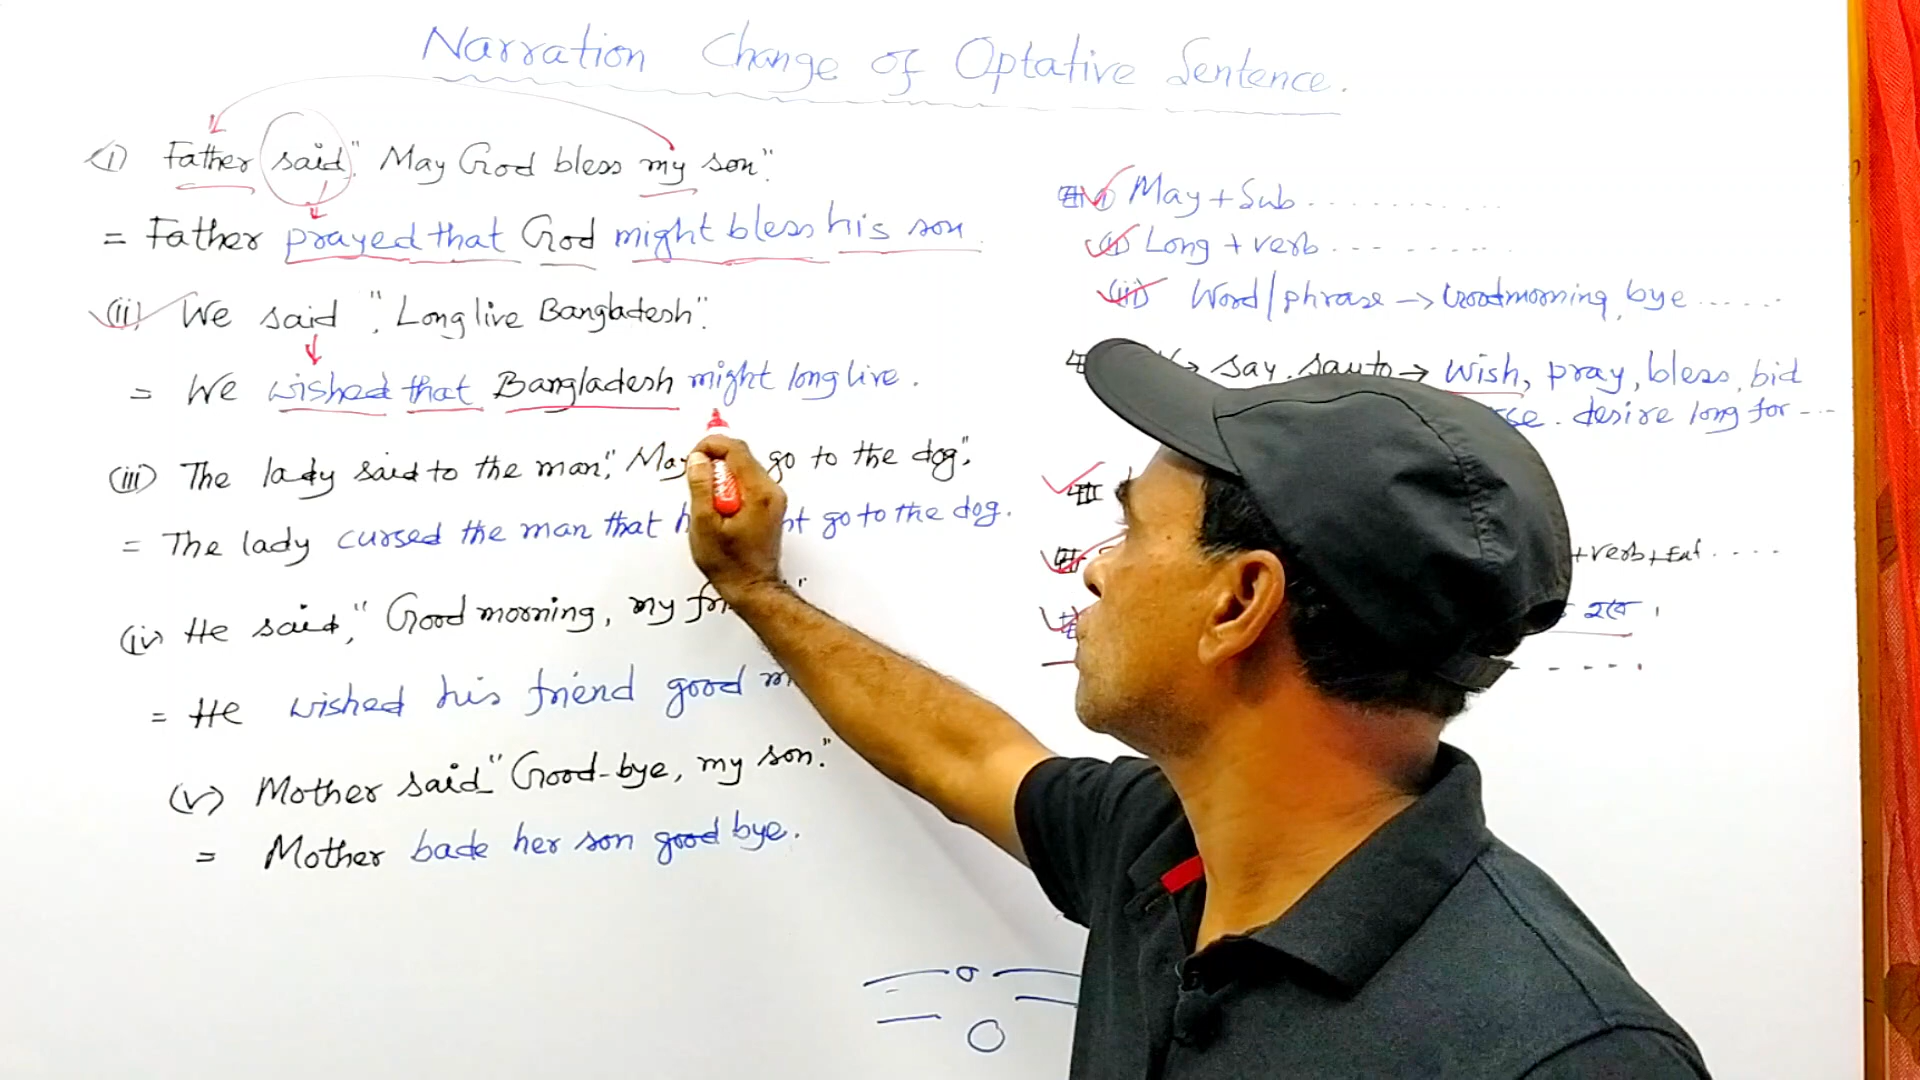 Narration Change of Optative Sentence.
(i) Father said," May God bless my son".
= Father prayed that God might bless his son.
(ii) We said ", Long live Bangladesh".
= We wished that Bangladesh might long live.
(iii) The lady said to the man," May go to the dog".
= The lady cursed the man that go to the dog.
(iv) He said," Good morning, my
= He wished his friend good
(v) Mother said" Good-bye, my son."
= Mother bade her son good bye.
(i) May + Sub ...........
(ii) Long + verb ...........
(iii) Word/phrase → Goodmorning, bye ......
say. say to → wish, pray, bless, bid
desire long for ---
+ verb + Ext. ....
হবে।